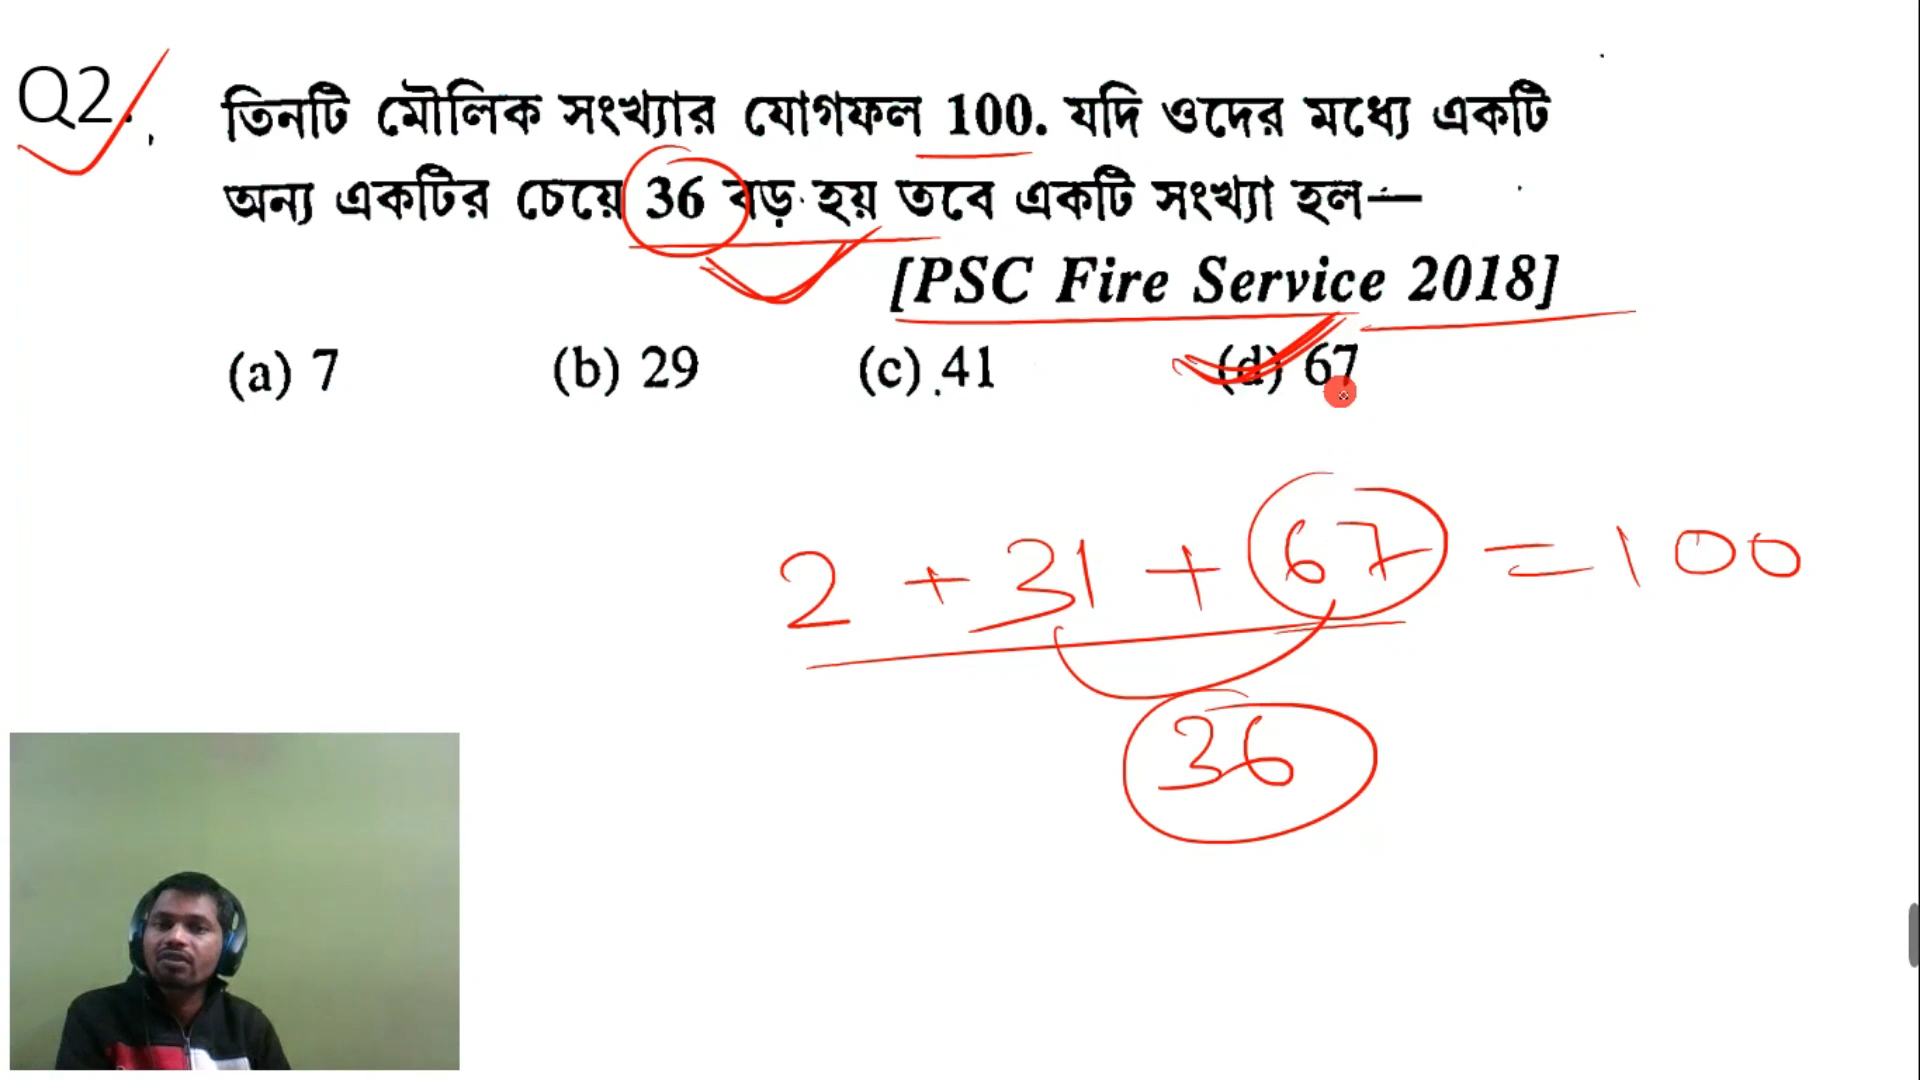 Q2.
তিনটি মৌলিক সংখ্যার যোগফল 100. যদি ওদের মধ্যে একটি
অন্য একটির চেয়ে 36 বড় হয় তবে একটি সংখ্যা হল—
[PSC Fire Service 2018]
(a) 7 (b) 29 (c) 41 (d) 67
2 + 31 + 67 = 100
36